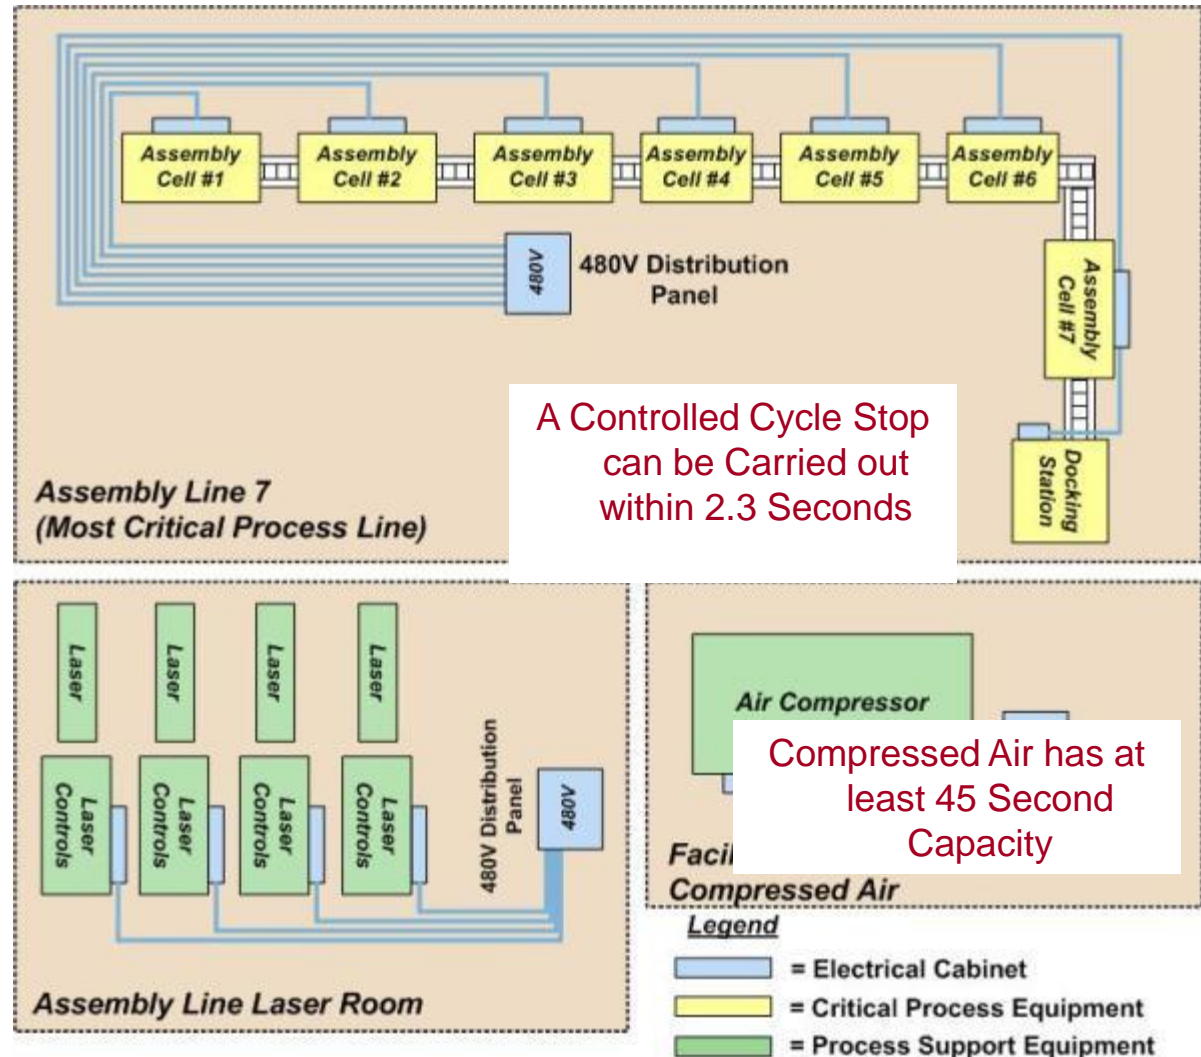 Assembly
Cell #1
Assembly
Cell #2
Assembly
Cell #3
Assembly
Cell #4
Assembly
Cell #5
Assembly
Cell #6
480V
480V Distribution
Panel
Assembly
Cell #7
A Controlled Cycle Stop
can be Carried out
within 2.3 Seconds
Docking
Station
Assembly Line 7
(Most Critical Process Line)
Laser
Laser
Laser
Laser
Laser
Controls
Laser
Controls
Laser
Controls
Laser
Controls
480V Distribution
Panel
480V
Assembly Line Laser Room
Air Compressor
Compressed Air has at
least 45 Second
Capacity
Compressed Air
Legend
= Electrical Cabinet
= Critical Process Equipment
= Process Support Equipment